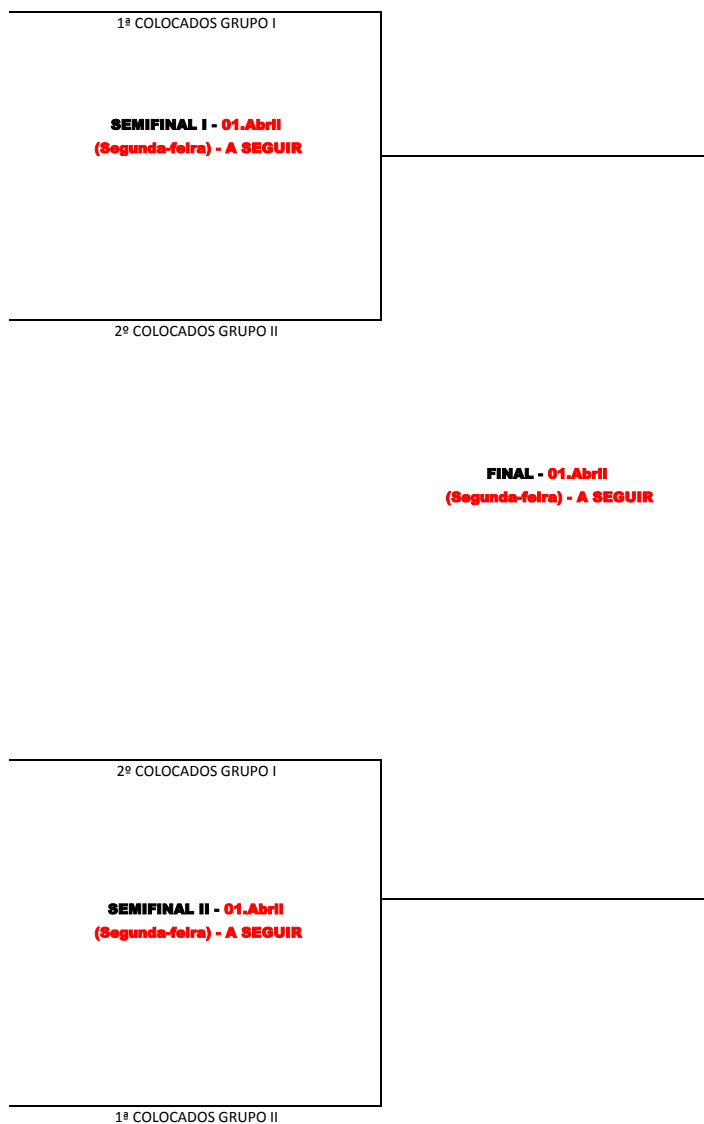 1ª COLOCADOS GRUPO I
SEMIFINAL I - 01.Abril
(Segunda-feira) - A SEGUIR
2º COLOCADOS GRUPO II
FINAL - 01.Abril
(Segunda-feira) - A SEGUIR
2º COLOCADOS GRUPO I
SEMIFINAL II - 01.Abril
(Segunda-feira) - A SEGUIR
1ª COLOCADOS GRUPO II